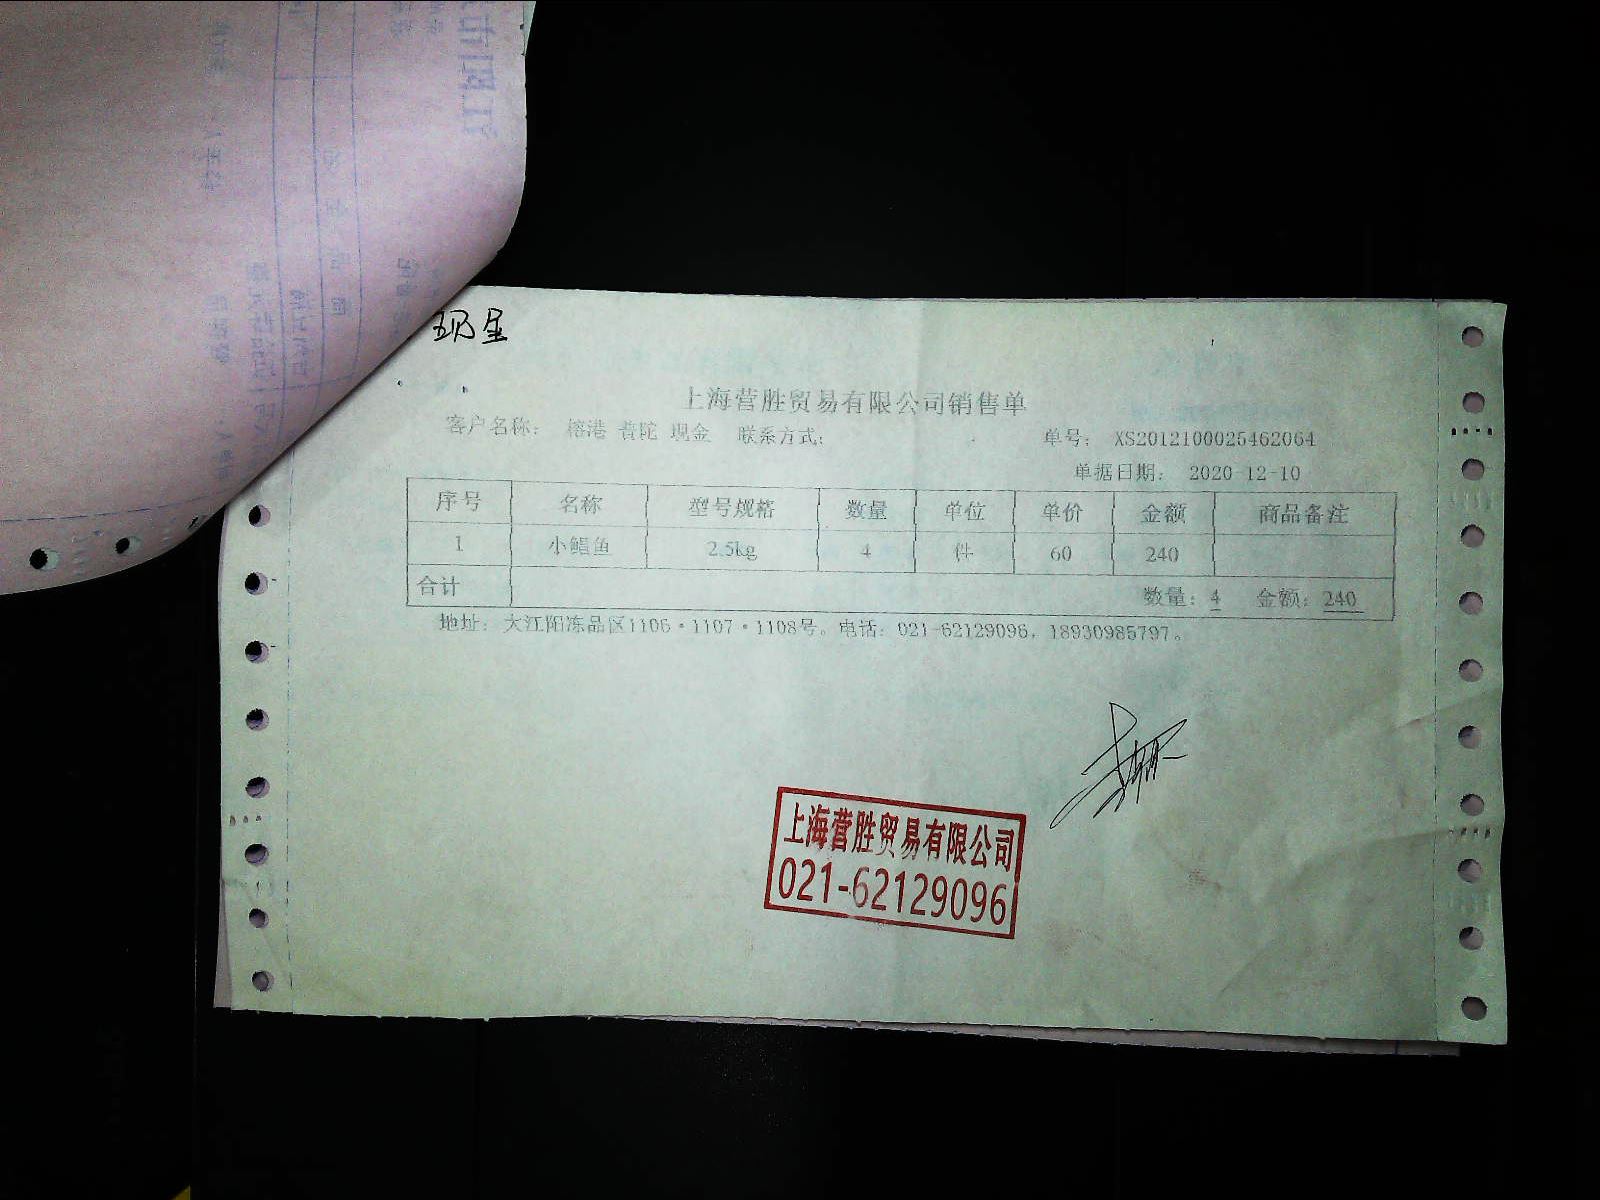 上海营胜贸易有限公司销售单
客户名称： 榕港 普陀 现金 联系方式：
单号： XS2012100025462064
单据日期： 2020-12-10
序号 名称 型号规格 数量 单位 单价 金额 商品备注
1 小鲳鱼 2.5kg 4 件 60 240
合计 数量：4 金额：240
地址：大江阳冻品区1106·1107·1108号。电话：021-62129096，18930985797。
上海营胜贸易有限公司
021-62129096